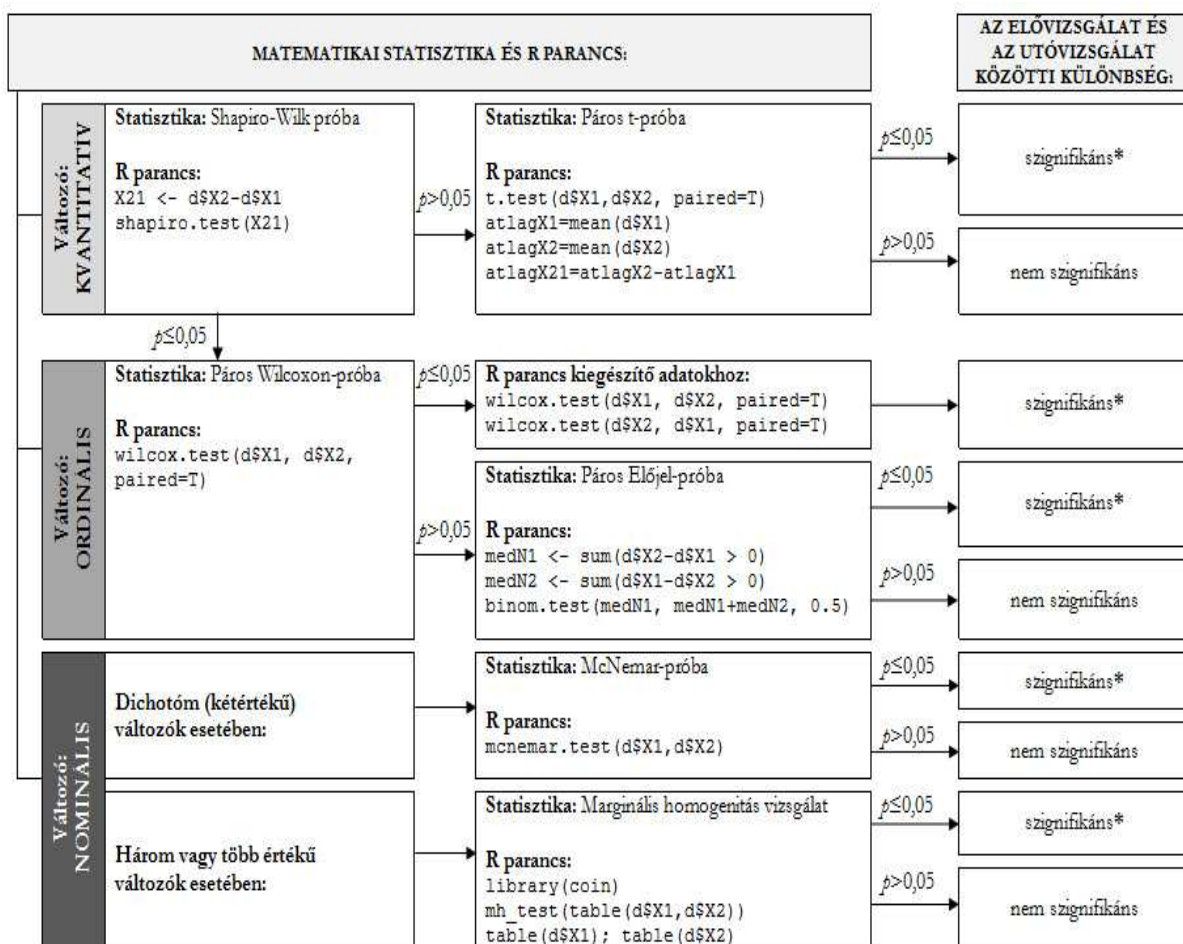 MATEMATIKAI STATISZTIKA ÉS R PARANCS:
AZ ELŐVIZSGÁLAT ÉS
AZ UTÓVIZSGÁLAT
KÖZÖTTI KÜLÖNBSÉG:
Változó:
KVANTITATÍV
Statisztika: Shapiro-Wilk próba
R parancs:
X21 <- d$X2-d$X1
shapiro.test(X21)
p>0,05
Statisztika: Páros t-próba
R parancs:
t.test(d$X1,d$X2, paired=T)
atlagX1=mean(d$X1)
atlagX2=mean(d$X2)
atlagX21=atlagX2-atlagX1
p≤0,05
szignifikáns*
p>0,05
nem szignifikáns
p≤0,05
Változó:
ORDINÁLIS
Statisztika: Páros Wilcoxon-próba
R parancs:
wilcox.test(d$X1, d$X2,
paired=T)
p≤0,05
R parancs kiegészítő adatokhoz:
wilcox.test(d$X1, d$X2, paired=T)
wilcox.test(d$X2, d$X1, paired=T)
szignifikáns*
p>0,05
Statisztika: Páros Előjel-próba
R parancs:
medN1 <- sum(d$X2-d$X1 > 0)
medN2 <- sum(d$X1-d$X2 > 0)
binom.test(medN1, medN1+medN2, 0.5)
p≤0,05
szignifikáns*
p>0,05
nem szignifikáns
Változó:
NOMINÁLIS
Dichotóm (kétértékű)
változók esetében:
Statisztika: McNemar-próba
R parancs:
mcnemar.test(d$X1,d$X2)
p≤0,05
szignifikáns*
p>0,05
nem szignifikáns
Három vagy több értékű
változók esetében:
Statisztika: Marginális homogenitás vizsgálat
R parancs:
library(coin)
mh_test(table(d$X1,d$X2))
table(d$X1); table(d$X2)
p≤0,05
szignifikáns*
p>0,05
nem szignifikáns